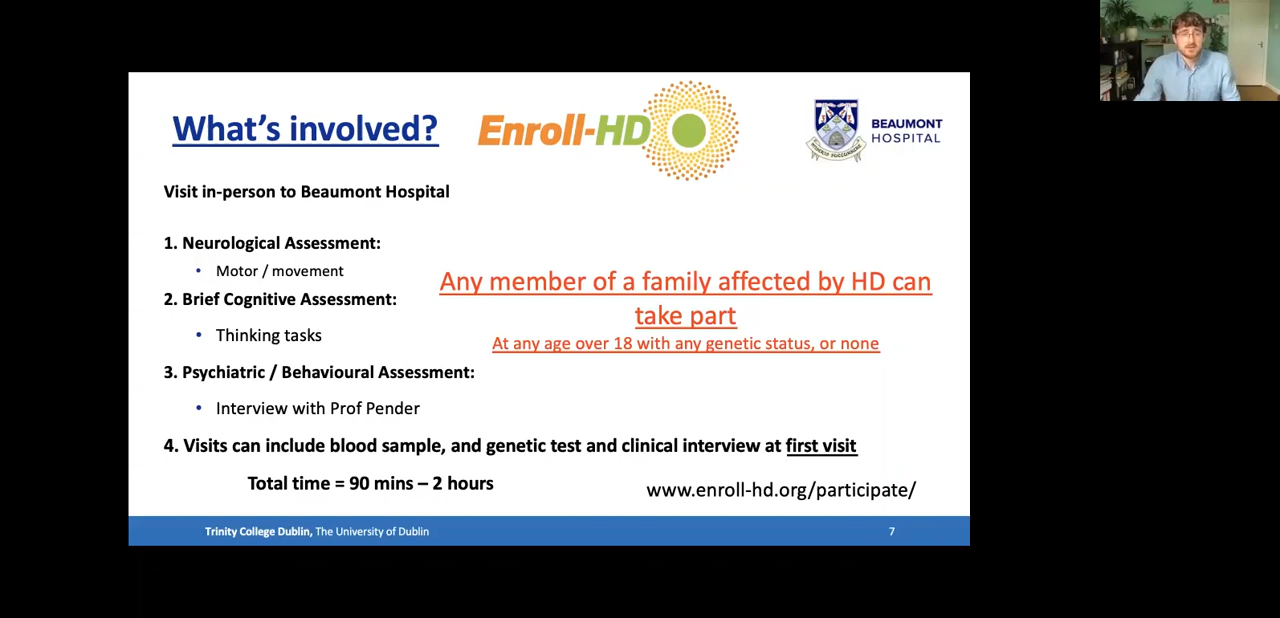 What's involved?
Enroll-HD
BEAUMONT
HOSPITAL
Visit in-person to Beaumont Hospital
1. Neurological Assessment:
• Motor / movement
2. Brief Cognitive Assessment:
• Thinking tasks
3. Psychiatric / Behavioural Assessment:
• Interview with Prof Pender
Any member of a family affected by HD can
take part
At any age over 18 with any genetic status, or none
4. Visits can include blood sample, and genetic test and clinical interview at first visit
Total time = 90 mins – 2 hours
www.enroll-hd.org/participate/
Trinity College Dublin, The University of Dublin
7